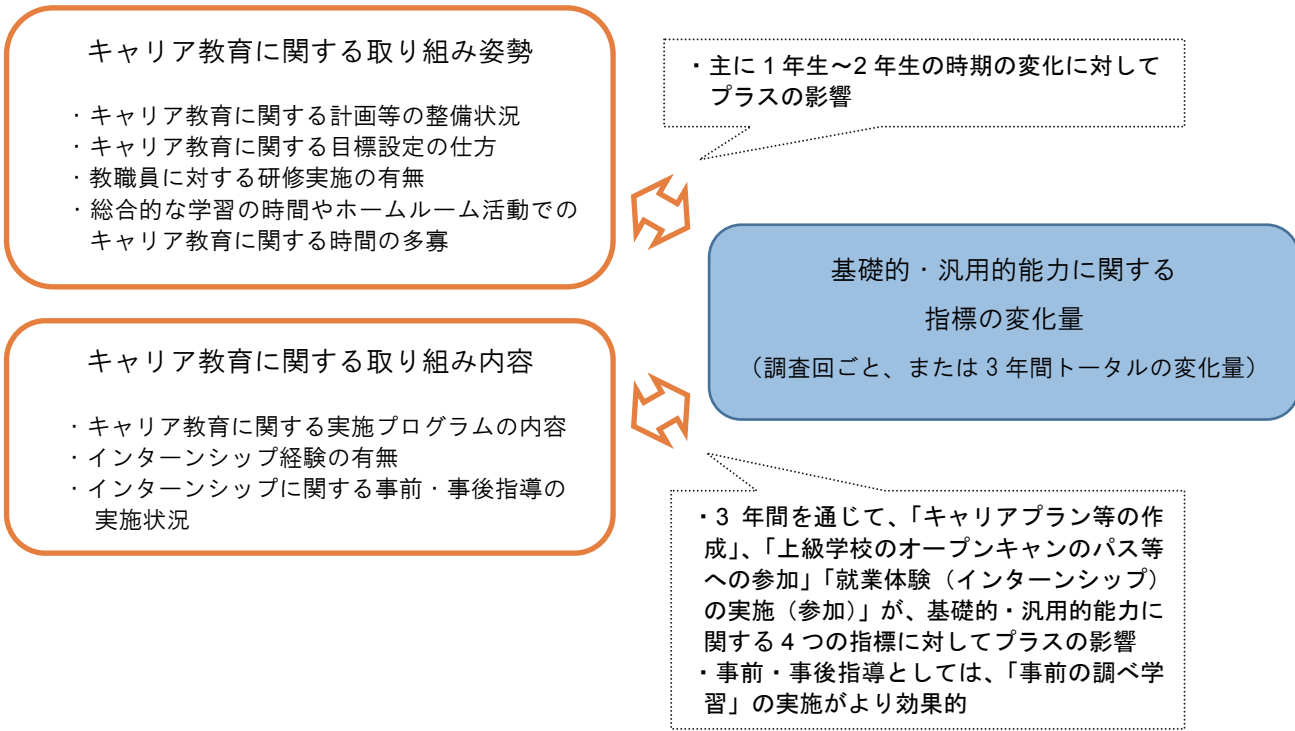 キャリア教育に関する取り組み姿勢
・キャリア教育に関する計画等の整備状況
・キャリア教育に関する目標設定の仕方
・教職員に対する研修実施の有無
・総合的な学習の時間やホームルーム活動での
キャリア教育に関する時間の多寡
・主に1年生～2年生の時期の変化に対して
プラスの影響
基礎的・汎用的能力に関する
指標の変化量
（調査回ごと、または3年間トータルの変化量）
キャリア教育に関する取り組み内容
・キャリア教育に関する実施プログラムの内容
・インターンシップ経験の有無
・インターンシップに関する事前・事後指導の
実施状況
・3 年間を通じて、「キャリアプラン等の作
成」、「上級学校のオープンキャンのパス等
への参加」「就業体験（インターンシップ）
の実施（参加）」が、基礎的・汎用的能力に
関する4つの指標に対してプラスの影響
・事前・事後指導としては、「事前の調べ学
習」の実施がより効果的